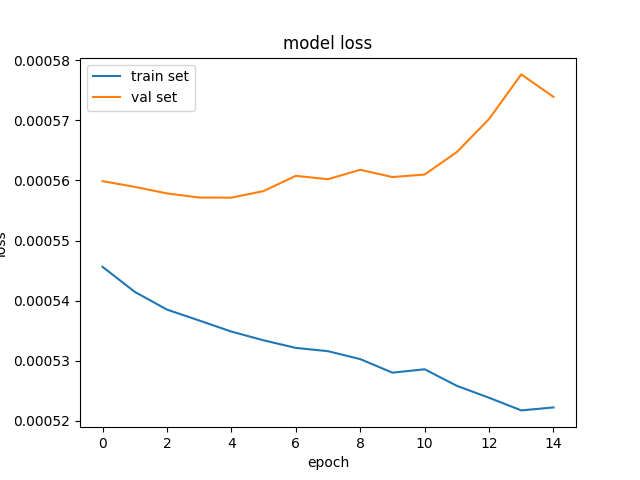 model loss
train set
val set
0.00058
0.00057
0.00056
0.00055
0.00054
0.00053
0.00052
loss
0 2 4 6 8 10 12 14
epoch